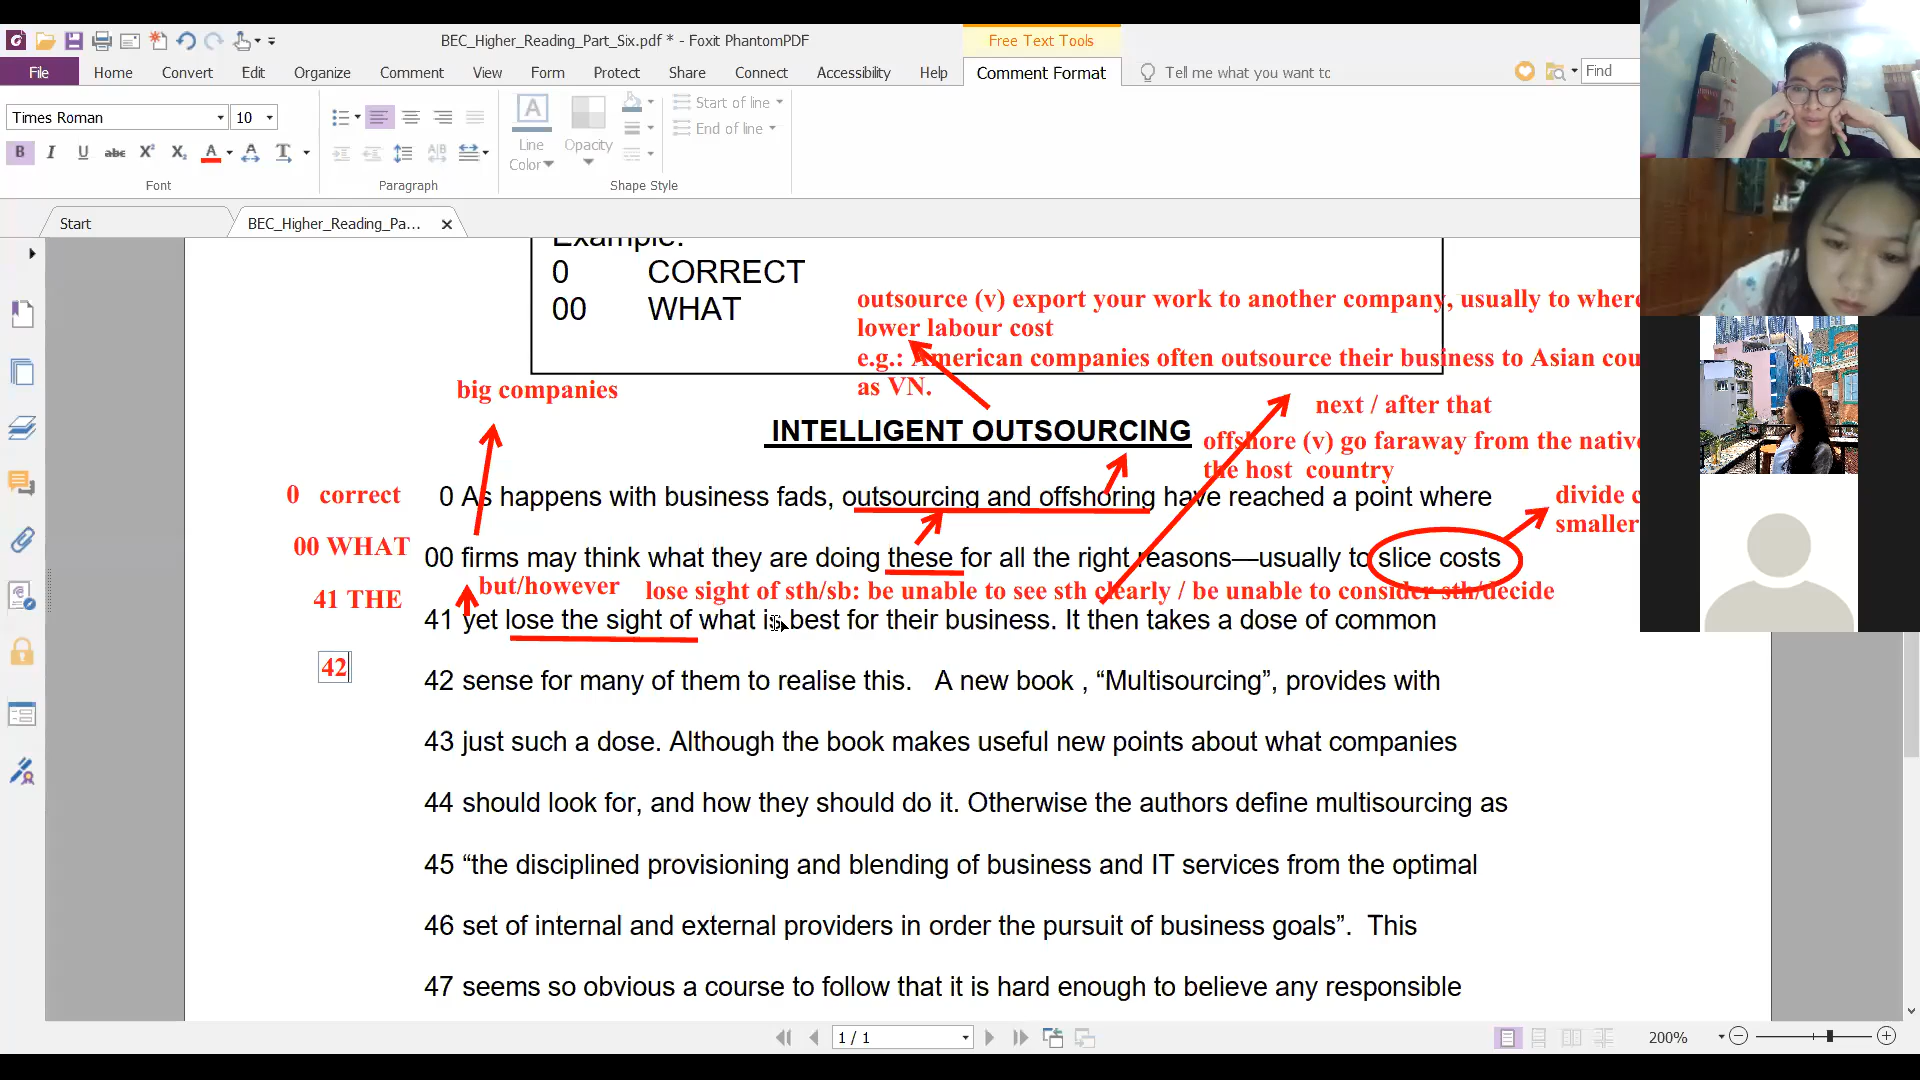 BEC_Higher_Reading_Part_Six.pdf * - Foxit PhantomPDF
Free Text Tools
File Home Convert Edit Organize Comment View Form Protect Share Connect Accessibility Help Comment Format Tell me what you want to Find
Times Roman 10
Start of line
End of line
Line Color
Opacity
B I U abc X² X₂ A A T
Font Paragraph Shape Style
Start BEC_Higher_Reading_Pa...
Example:
0 CORRECT
00 WHAT
outsource (v) export your work to another company, usually to where
lower labour cost
e.g.: American companies often outsource their business to Asian cou
as VN.
big companies
next / after that
INTELLIGENT OUTSOURCING
offshore (v) go faraway from the native
the host country
0 correct
0 As happens with business fads, outsourcing and offshoring have reached a point where
divide c
smaller
00 WHAT
00 firms may think what they are doing these for all the right reasons—usually to slice costs
but/however
lose sight of sth/sb: be unable to see sth clearly / be unable to consider sth/decide
41 THE
41 yet lose the sight of what is best for their business. It then takes a dose of common
42
42 sense for many of them to realise this. A new book , “Multisourcing”, provides with
43 just such a dose. Although the book makes useful new points about what companies
44 should look for, and how they should do it. Otherwise the authors define multisourcing as
45 “the disciplined provisioning and blending of business and IT services from the optimal
46 set of internal and external providers in order the pursuit of business goals”. This
47 seems so obvious a course to follow that it is hard enough to believe any responsible
1 / 1
200%